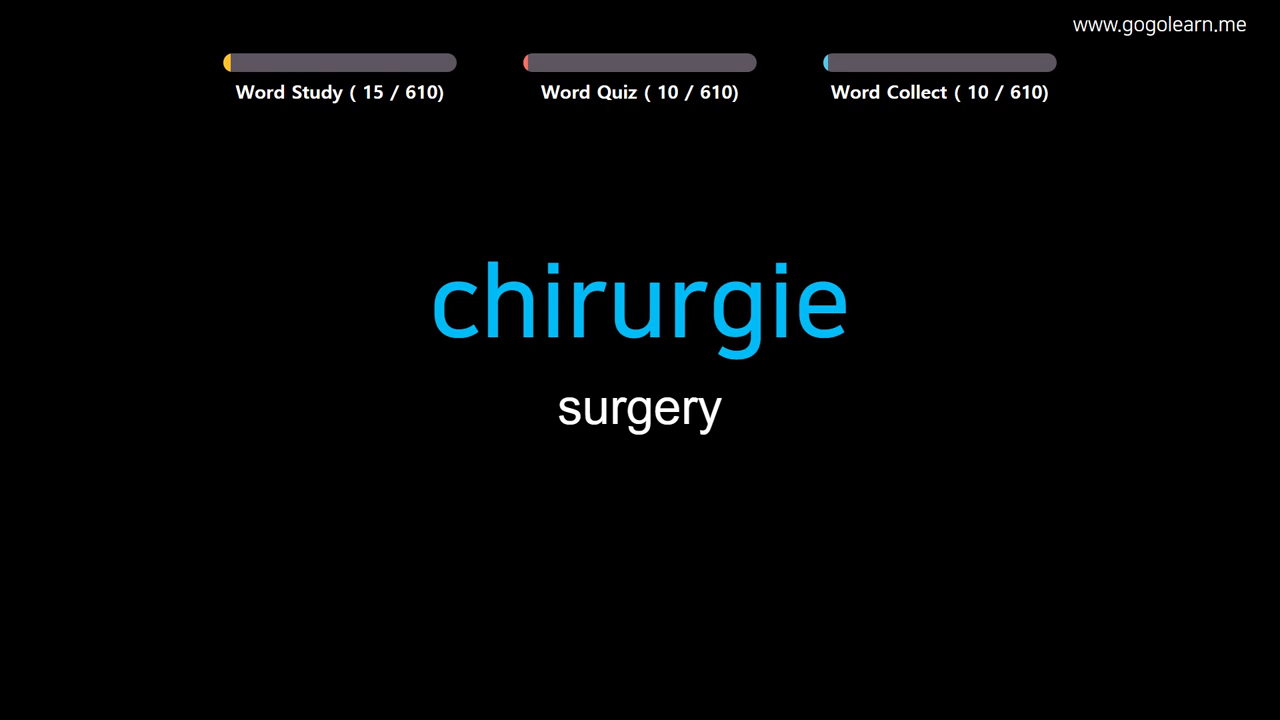 www.gogolearn.me
Word Study ( 15 / 610)
Word Quiz ( 10 / 610)
Word Collect ( 10 / 610)
chirurgie
surgery